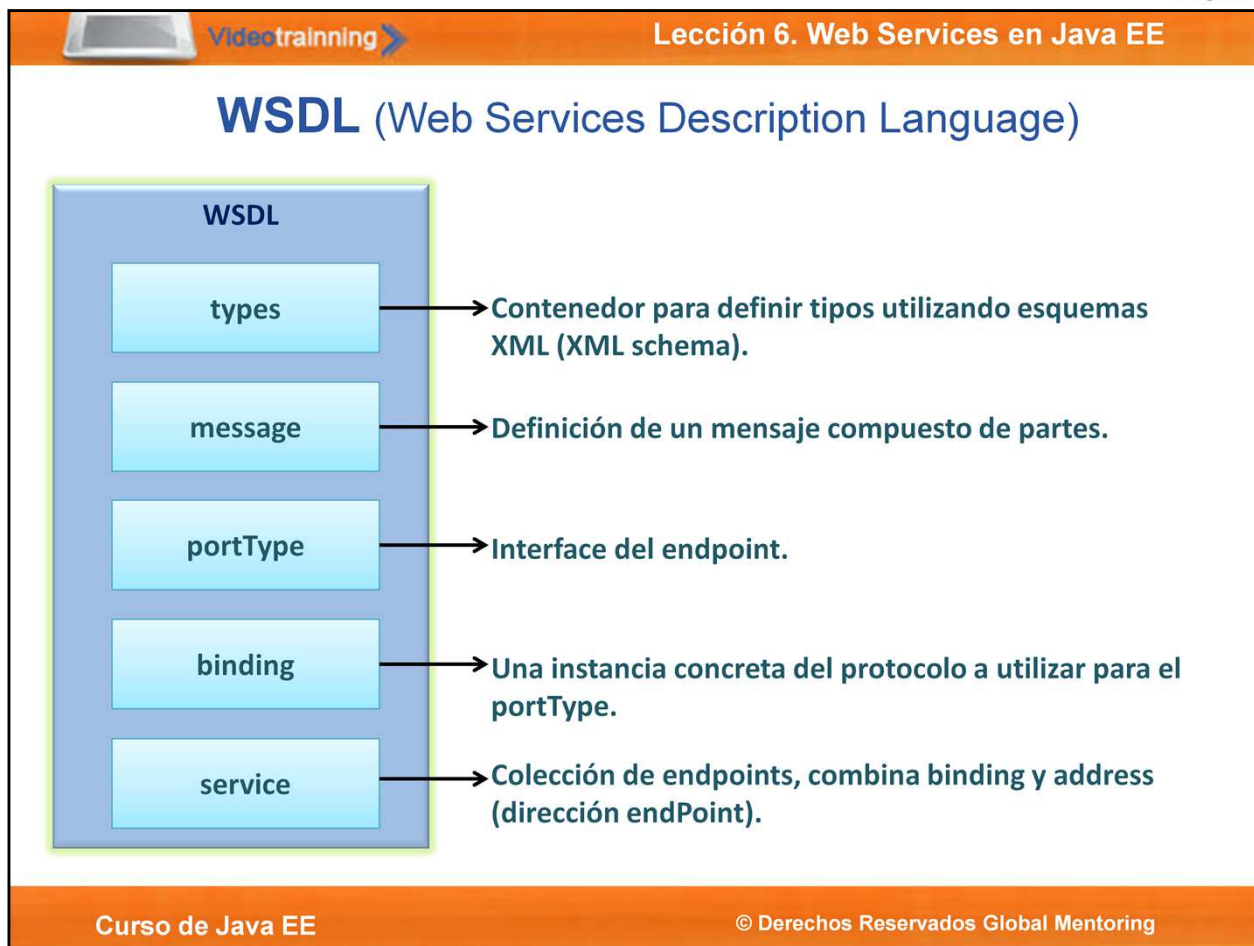 Videotrainning
Lección 6. Web Services en Java EE
WSDL (Web Services Description Language)
WSDL
types
Contenedor para definir tipos utilizando esquemas
XML (XML schema).
message
Definición de un mensaje compuesto de partes.
portType
Interface del endpoint.
binding
Una instancia concreta del protocolo a utilizar para el
portType.
service
Colección de endpoints, combina binding y address
(dirección endPoint).
Curso de Java EE
© Derechos Reservados Global Mentoring